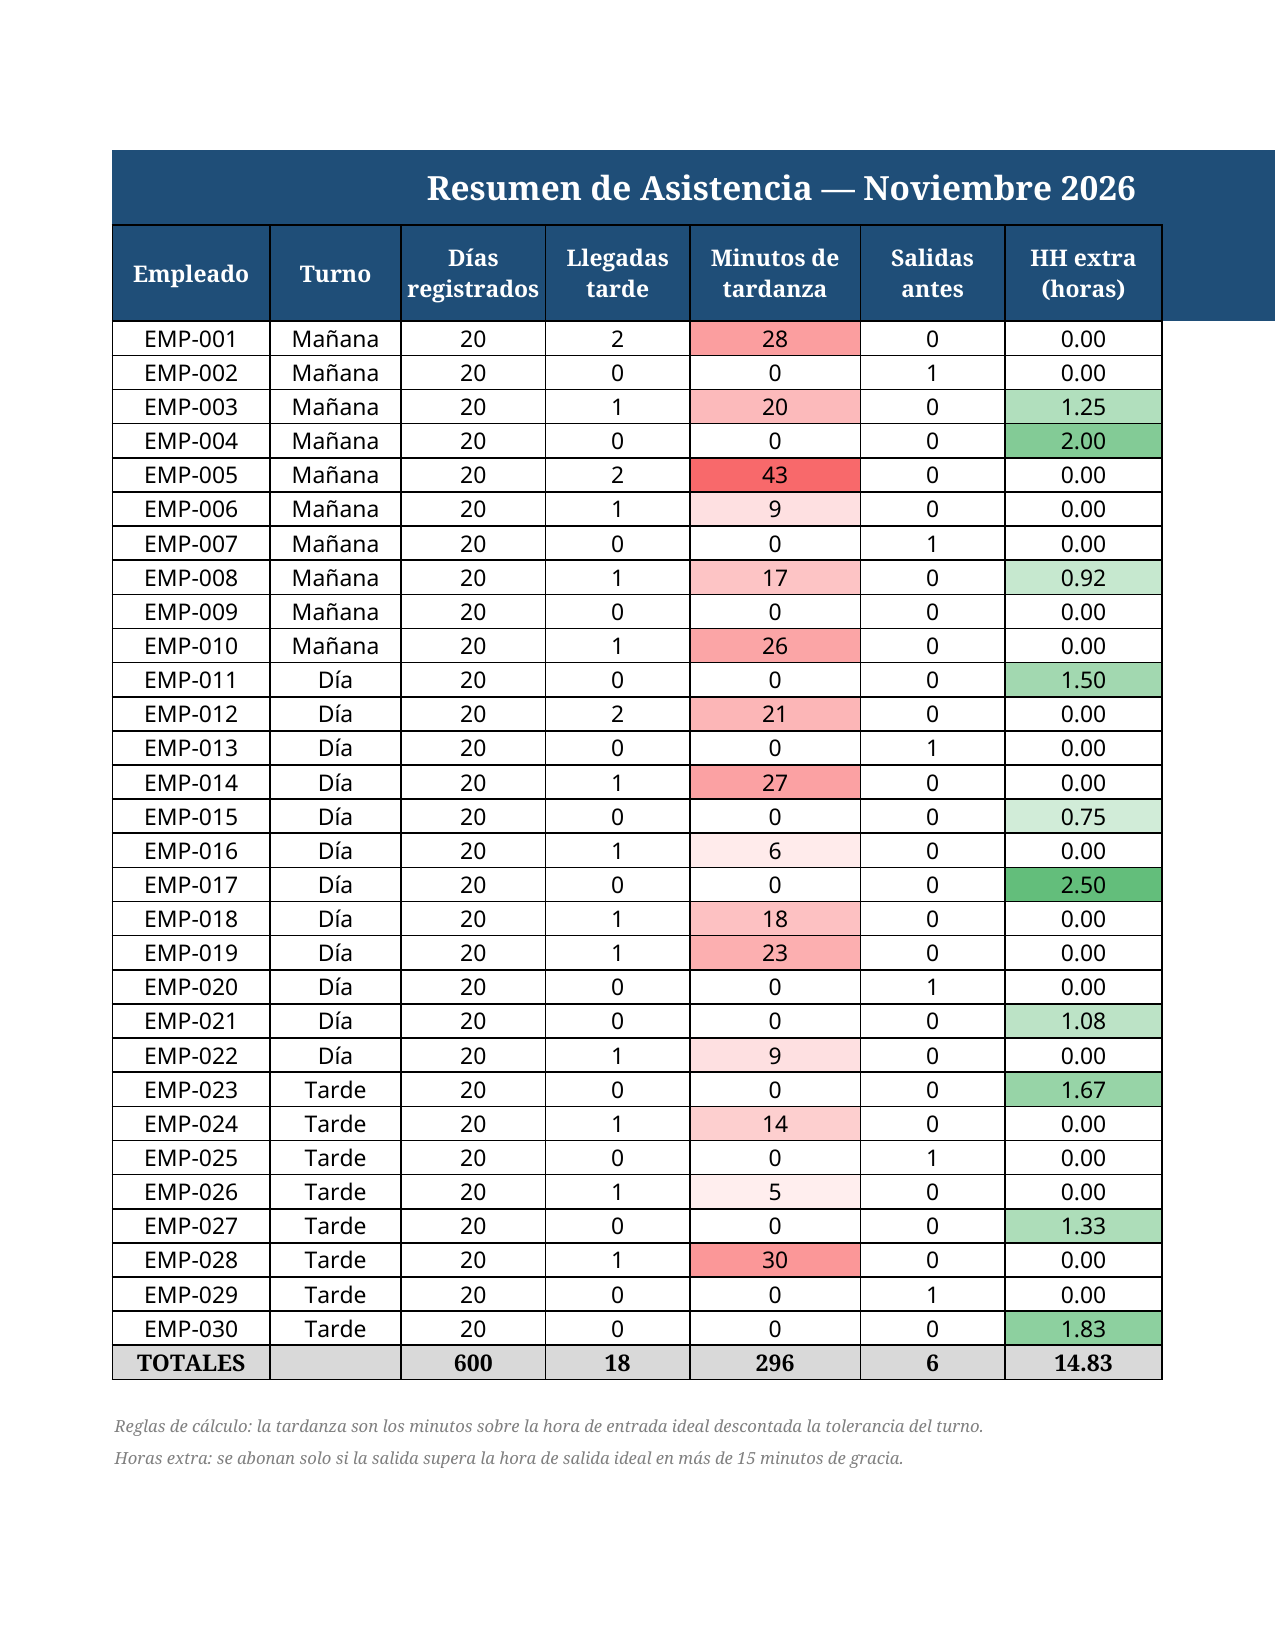 Resumen de Asistencia — Noviembre 2026
Empleado Turno Días registrados Llegadas tarde Minutos de tardanza Salidas antes HH extra (horas)
EMP-001 Mañana 20 2 28 0 0.00
EMP-002 Mañana 20 0 0 1 0.00
EMP-003 Mañana 20 1 20 0 1.25
EMP-004 Mañana 20 0 0 0 2.00
EMP-005 Mañana 20 2 43 0 0.00
EMP-006 Mañana 20 1 9 0 0.00
EMP-007 Mañana 20 0 0 1 0.00
EMP-008 Mañana 20 1 17 0 0.92
EMP-009 Mañana 20 0 0 0 0.00
EMP-010 Mañana 20 1 26 0 0.00
EMP-011 Día 20 0 0 0 1.50
EMP-012 Día 20 2 21 0 0.00
EMP-013 Día 20 0 0 1 0.00
EMP-014 Día 20 1 27 0 0.00
EMP-015 Día 20 0 0 0 0.75
EMP-016 Día 20 1 6 0 0.00
EMP-017 Día 20 0 0 0 2.50
EMP-018 Día 20 1 18 0 0.00
EMP-019 Día 20 1 23 0 0.00
EMP-020 Día 20 0 0 1 0.00
EMP-021 Día 20 0 0 0 1.08
EMP-022 Día 20 1 9 0 0.00
EMP-023 Tarde 20 0 0 0 1.67
EMP-024 Tarde 20 1 14 0 0.00
EMP-025 Tarde 20 0 0 1 0.00
EMP-026 Tarde 20 1 5 0 0.00
EMP-027 Tarde 20 0 0 0 1.33
EMP-028 Tarde 20 1 30 0 0.00
EMP-029 Tarde 20 0 0 1 0.00
EMP-030 Tarde 20 0 0 0 1.83
TOTALES 600 18 296 6 14.83
Reglas de cálculo: la tardanza son los minutos sobre la hora de entrada ideal descontada la tolerancia del turno.
Horas extra: se abonan solo si la salida supera la hora de salida ideal en más de 15 minutos de gracia.